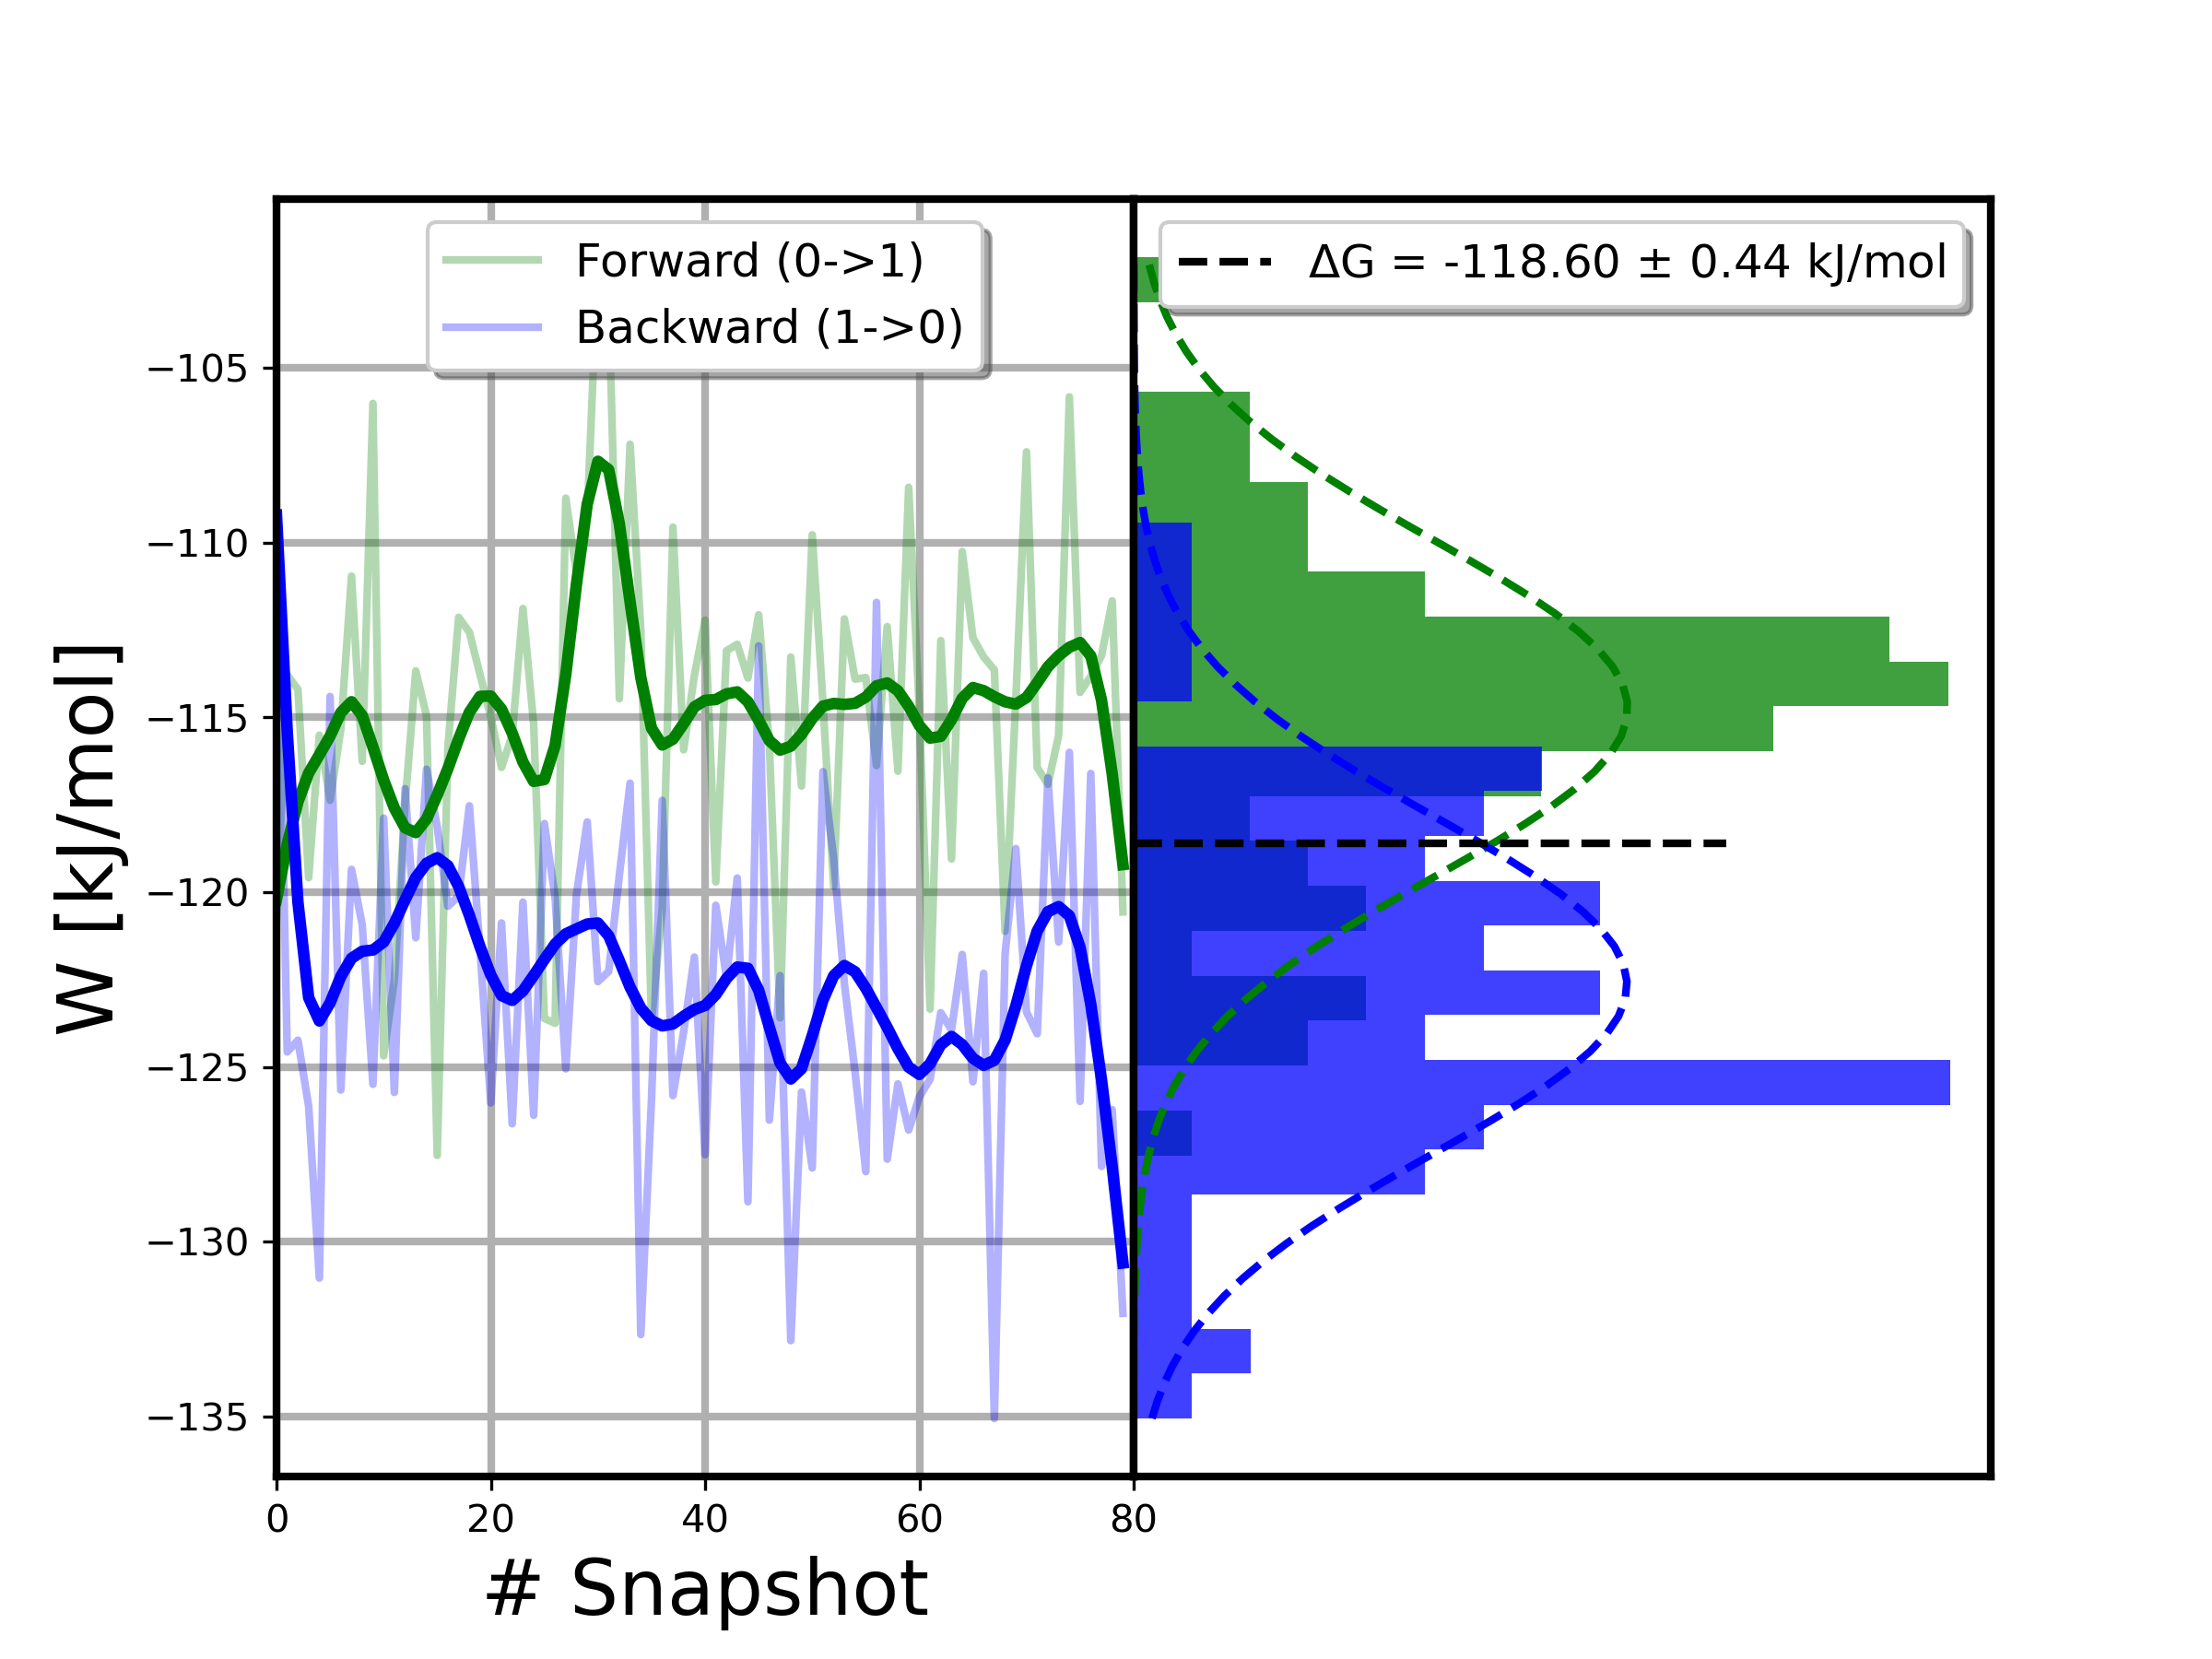 Forward (0->1)
Backward (1->0)
ΔG = -118.60 ± 0.44 kJ/mol
W [kJ/mol]
−105
−110
−115
−120
−125
−130
−135
0 20 40 60 80
# Snapshot